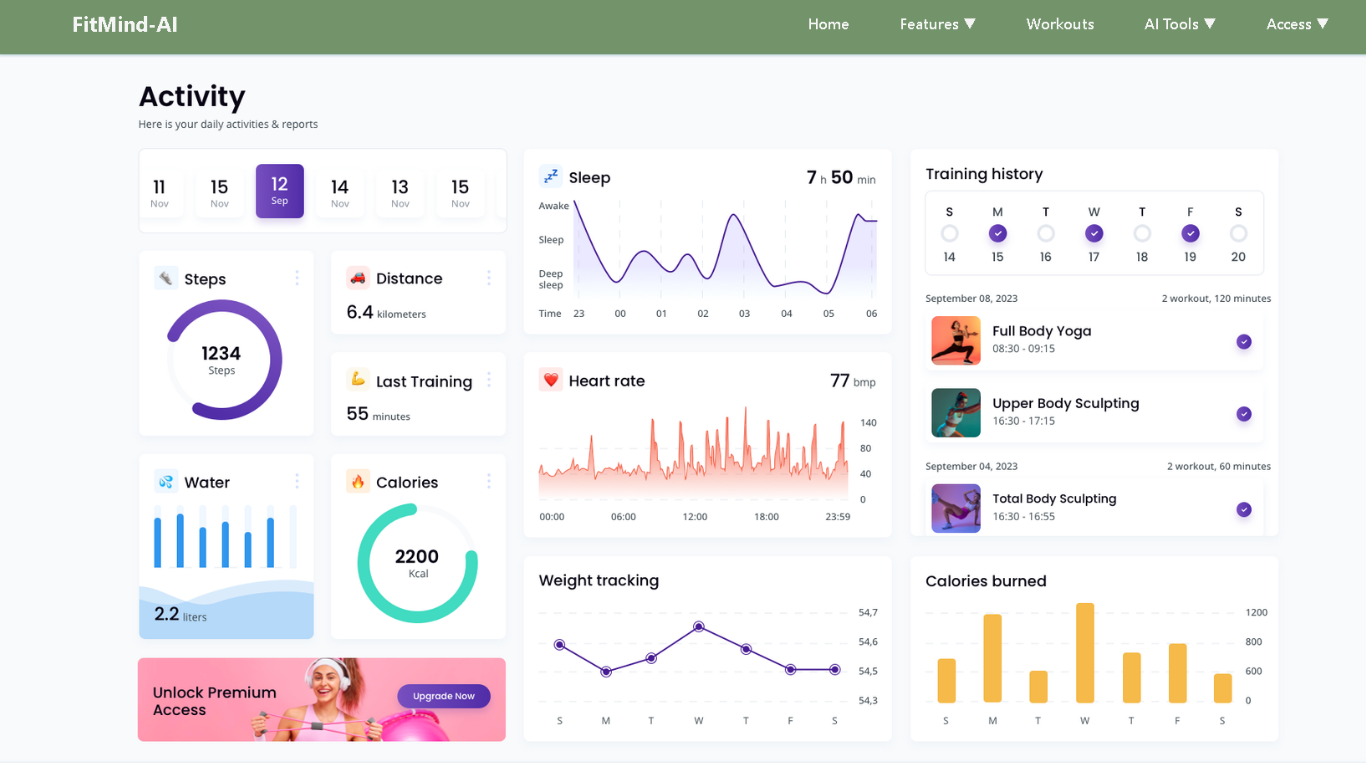 FitMind-AI
Home Features ▼ Workouts AI Tools ▼ Access ▼
Activity
Here is your daily activities & reports
11 15 12 14 13 15
Nov Nov Sep Nov Nov Nov
Steps
1234
Steps
Distance
6.4 kilometers
Last Training
55 minutes
Water
2.2 liters
Calories
2200
Kcal
Unlock Premium
Access
Upgrade Now
Sleep 7 h 50 min
Awake
Sleep
Deep
sleep
Time 23 00 01 02 03 04 05 06
Heart rate 77 bmp
140
80
40
0
00:00 06:00 12:00 18:00 23:59
Weight tracking
54,7
54,6
54,5
54,3
S M T W T F S
Training history
S M T W T F S
14 15 16 17 18 19 20
September 08, 2023 2 workout, 120 minutes
Full Body Yoga
08:30 - 09:15
Upper Body Sculpting
16:30 - 17:15
September 04, 2023 2 workout, 60 minutes
Total Body Sculpting
16:30 - 16:55
Calories burned
1200
800
600
0
S M T W T F S